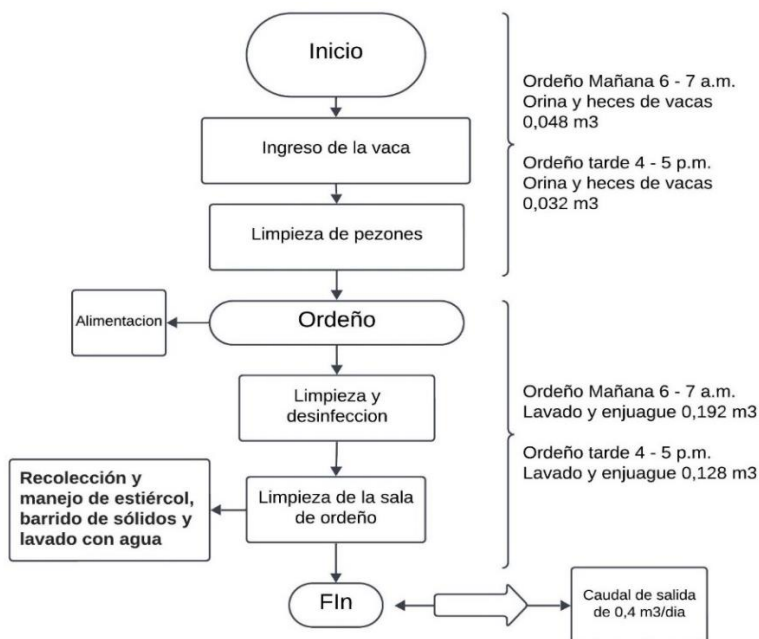 Inicio
Ingreso de la vaca
Limpieza de pezones
Ordeño Mañana 6 - 7 a.m.
Orina y heces de vacas
0,048 m3
Ordeño tarde 4 - 5 p.m.
Orina y heces de vacas
0,032 m3
Alimentacion
Ordeño
Limpieza y
desinfeccion
Recolección y
manejo de estiércol,
barrido de sólidos y
lavado con agua
Limpieza de la sala
de ordeño
Ordeño Mañana 6 - 7 a.m.
Lavado y enjuague 0,192 m3
Ordeño tarde 4 - 5 p.m.
Lavado y enjuague 0,128 m3
FIn
Caudal de salida
de 0,4 m3/dia